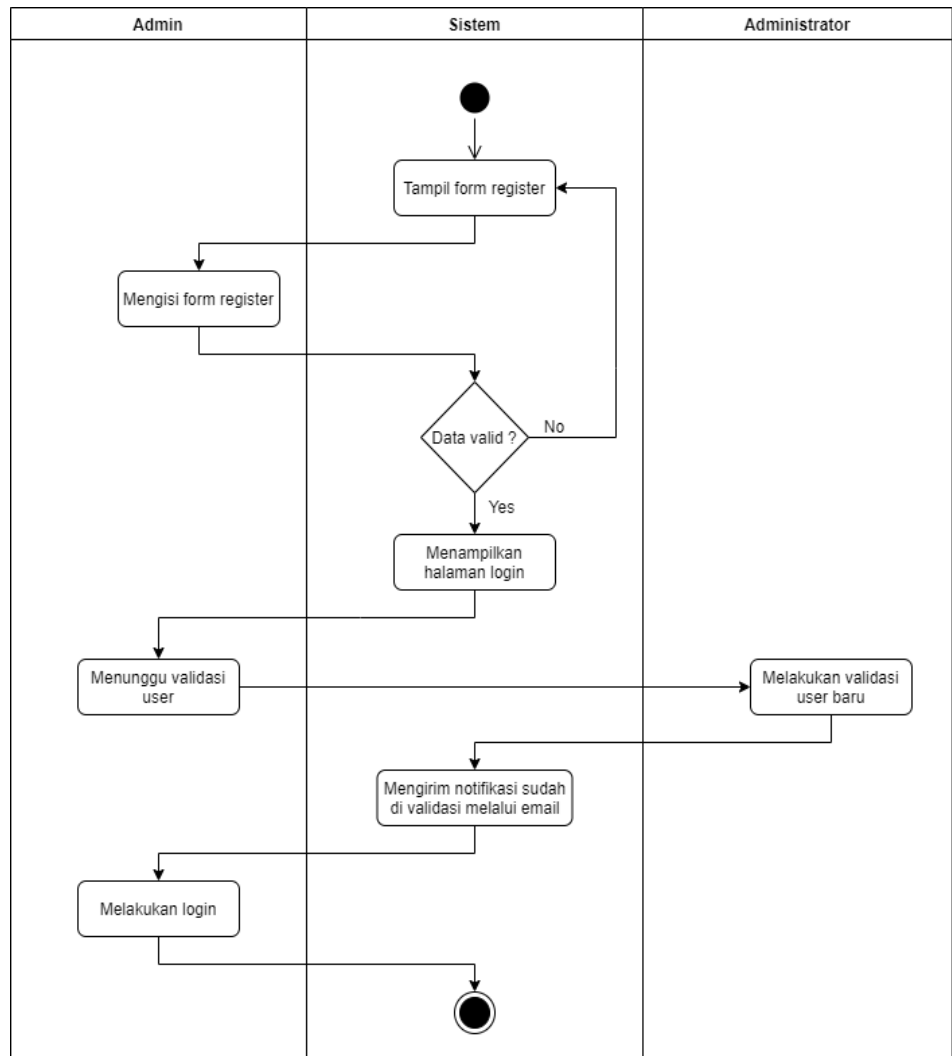 Admin
Sistem
Administrator
Tampil form register
Mengisi form register
Data valid ?
No
Yes
Menampilkan
halaman login
Menunggu validasi
user
Melakukan validasi
user baru
Mengirim notifikasi sudah
di validasi melalui email
Melakukan login